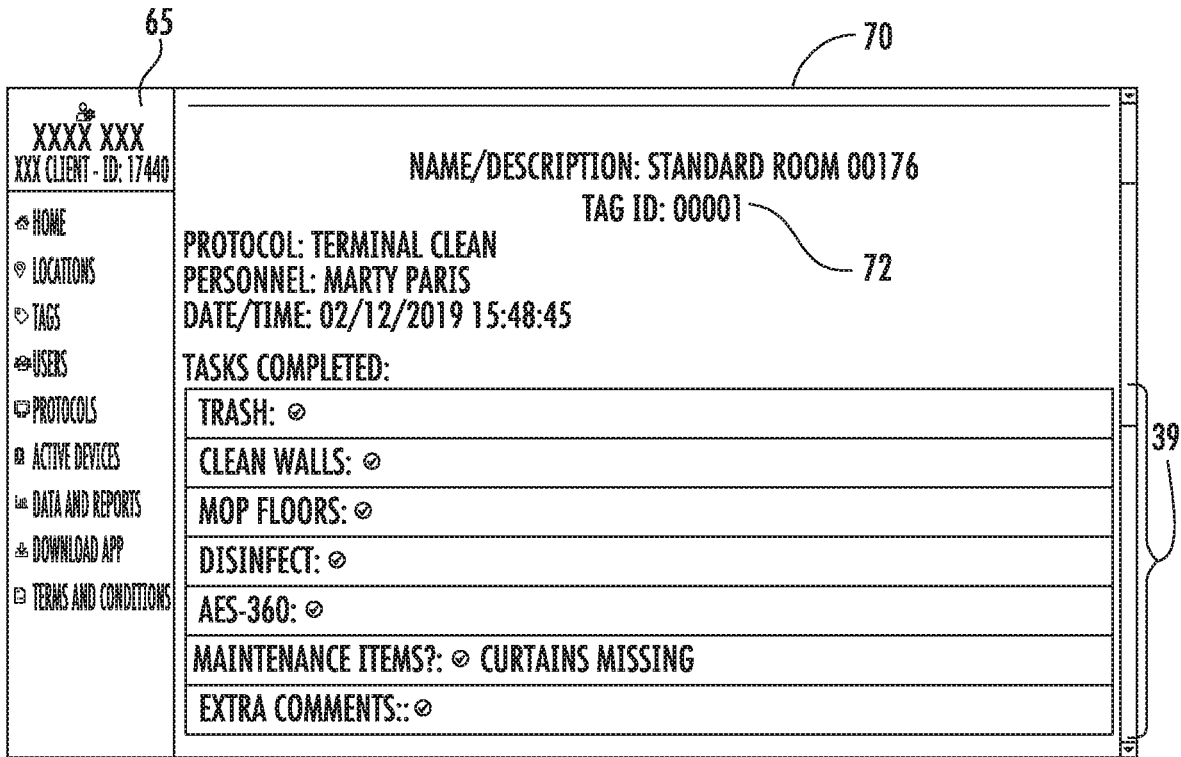 65
70
XXXX XXX
XXX CLIENT - ID: 17440
HOME
LOCATIONS
TAGS
USERS
PROTOCOLS
ACTIVE DEVICES
DATA AND REPORTS
DOWNLOAD APP
TERMS AND CONDITIONS
NAME/DESCRIPTION: STANDARD ROOM 00176
TAG ID: 00001
72
PROTOCOL: TERMINAL CLEAN
PERSONNEL: MARTY PARIS
DATE/TIME: 02/12/2019 15:48:45
TASKS COMPLETED:
TRASH:
CLEAN WALLS:
MOP FLOORS:
DISINFECT:
AES-360:
MAINTENANCE ITEMS?: CURTAINS MISSING
EXTRA COMMENTS::
39